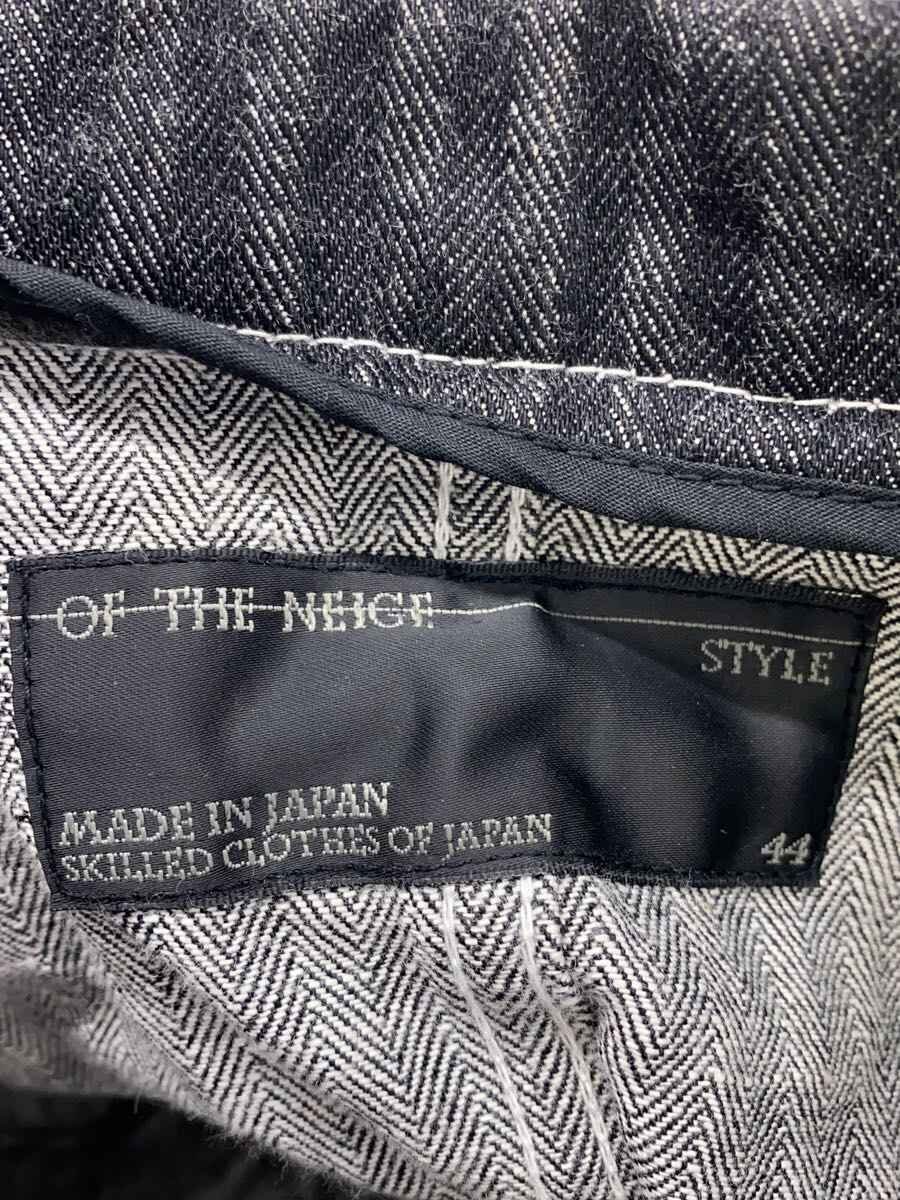 OF THE NEIGE
STYLE
MADE IN JAPAN
SKILLED CLOTHES OF JAPAN
44